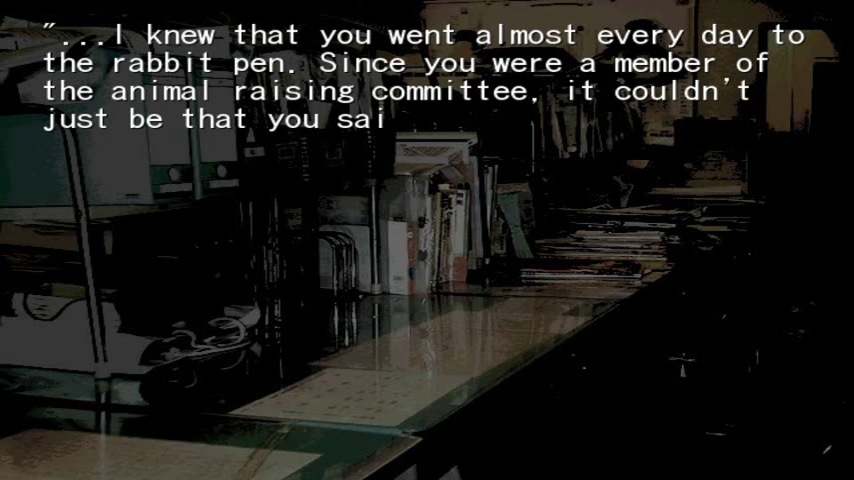 "...I knew that you went almost every day to
the rabbit pen. Since you were a member of
the animal raising committee, it couldn't
just be that you sai